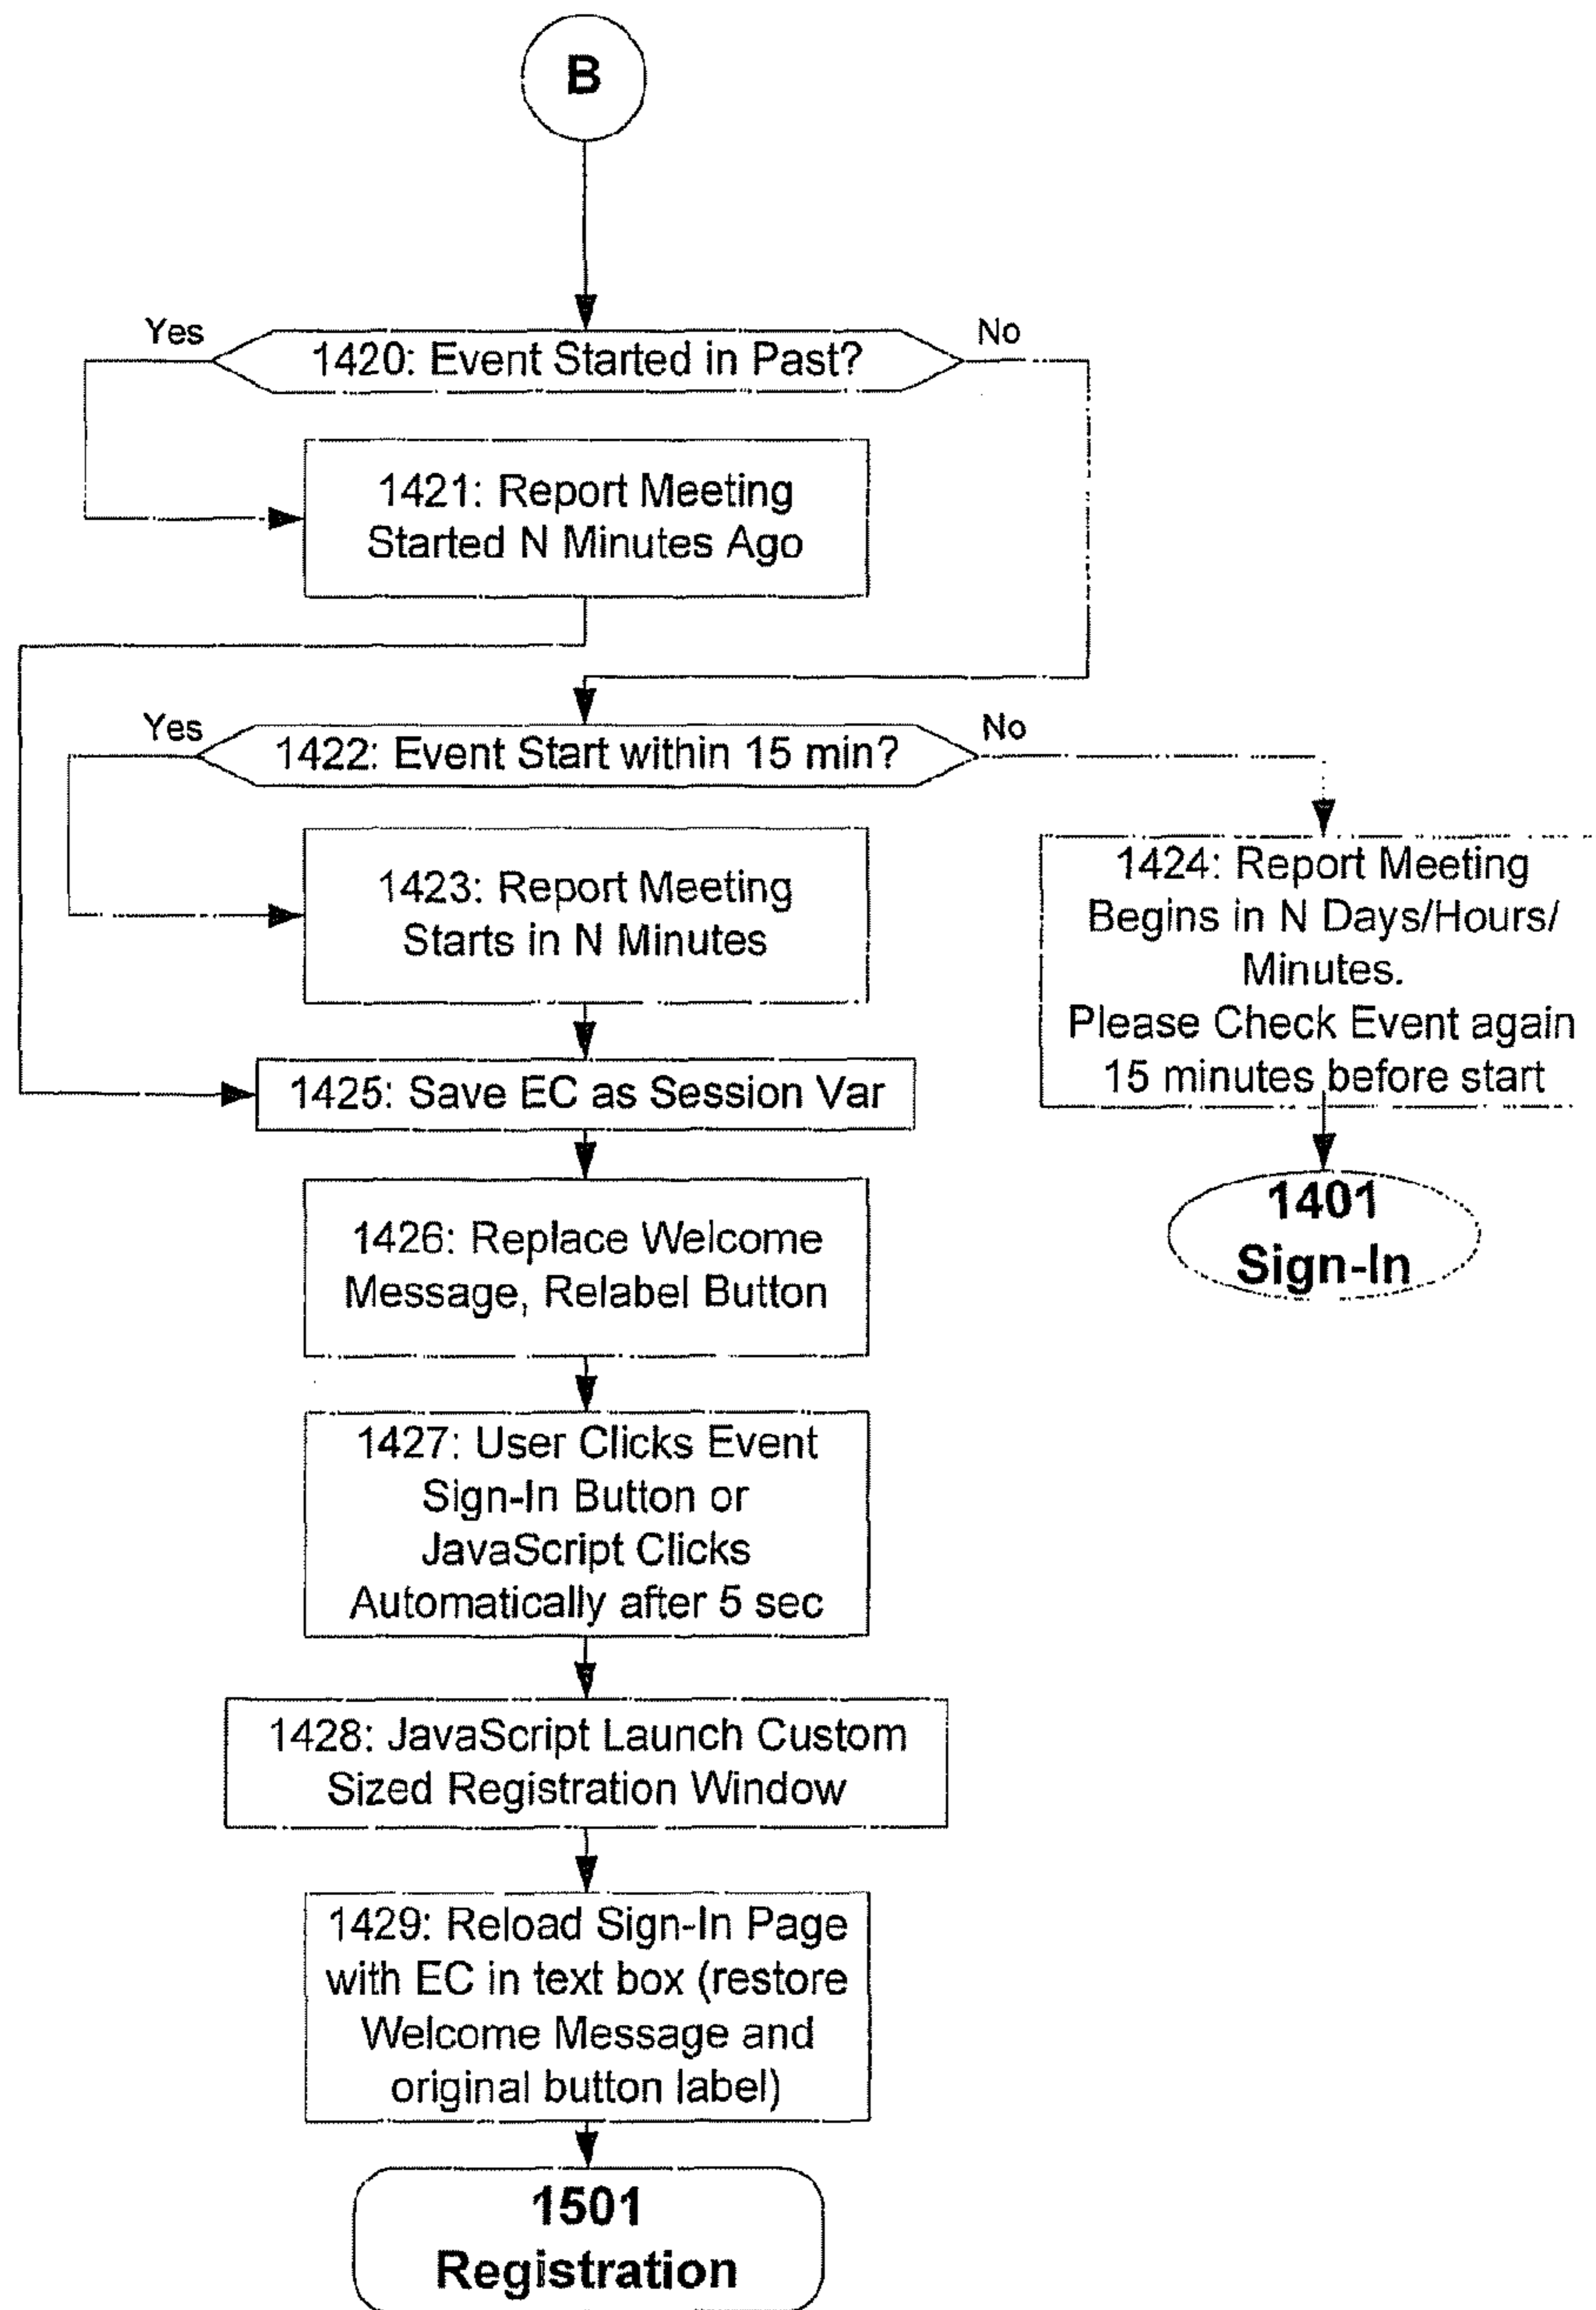 B
Yes
No
1420: Event Started in Past?
1421: Report Meeting
Started N Minutes Ago
Yes
No
1422: Event Start within 15 min?
1423: Report Meeting
Starts in N Minutes
1424: Report Meeting
Begins in N Days/Hours/
Minutes.
Please Check Event again
15 minutes before start
1425: Save EC as Session Var
1401
Sign-In
1426: Replace Welcome
Message, Relabel Button
1427: User Clicks Event
Sign-In Button or
JavaScript Clicks
Automatically after 5 sec
1428: JavaScript Launch Custom
Sized Registration Window
1429: Reload Sign-In Page
with EC in text box (restore
Welcome Message and
original button label)
1501
Registration